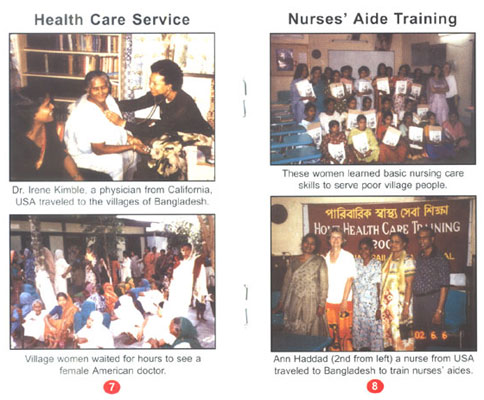 Health Care Service
Dr. Irene Kimble, a physician from California,
USA traveled to the villages of Bangladesh.
Village women waited for hours to see a
female American doctor.
7
Nurses' Aide Training
These women learned basic nursing care
skills to serve poor village people.
পারিবারিক স্বাস্থ্য সেবা শিক্ষা
HOME HEALTH CARE TRAINING
02 6 6
Ann Haddad (2nd from left) a nurse from USA
traveled to Bangladesh to train nurses' aides.
8